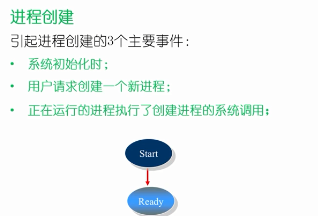 进程创建
引起进程创建的3个主要事件：
• 系统初始化时；
• 用户请求创建一个新进程；
• 正在运行的进程执行了创建进程的系统调用；
Start
Ready